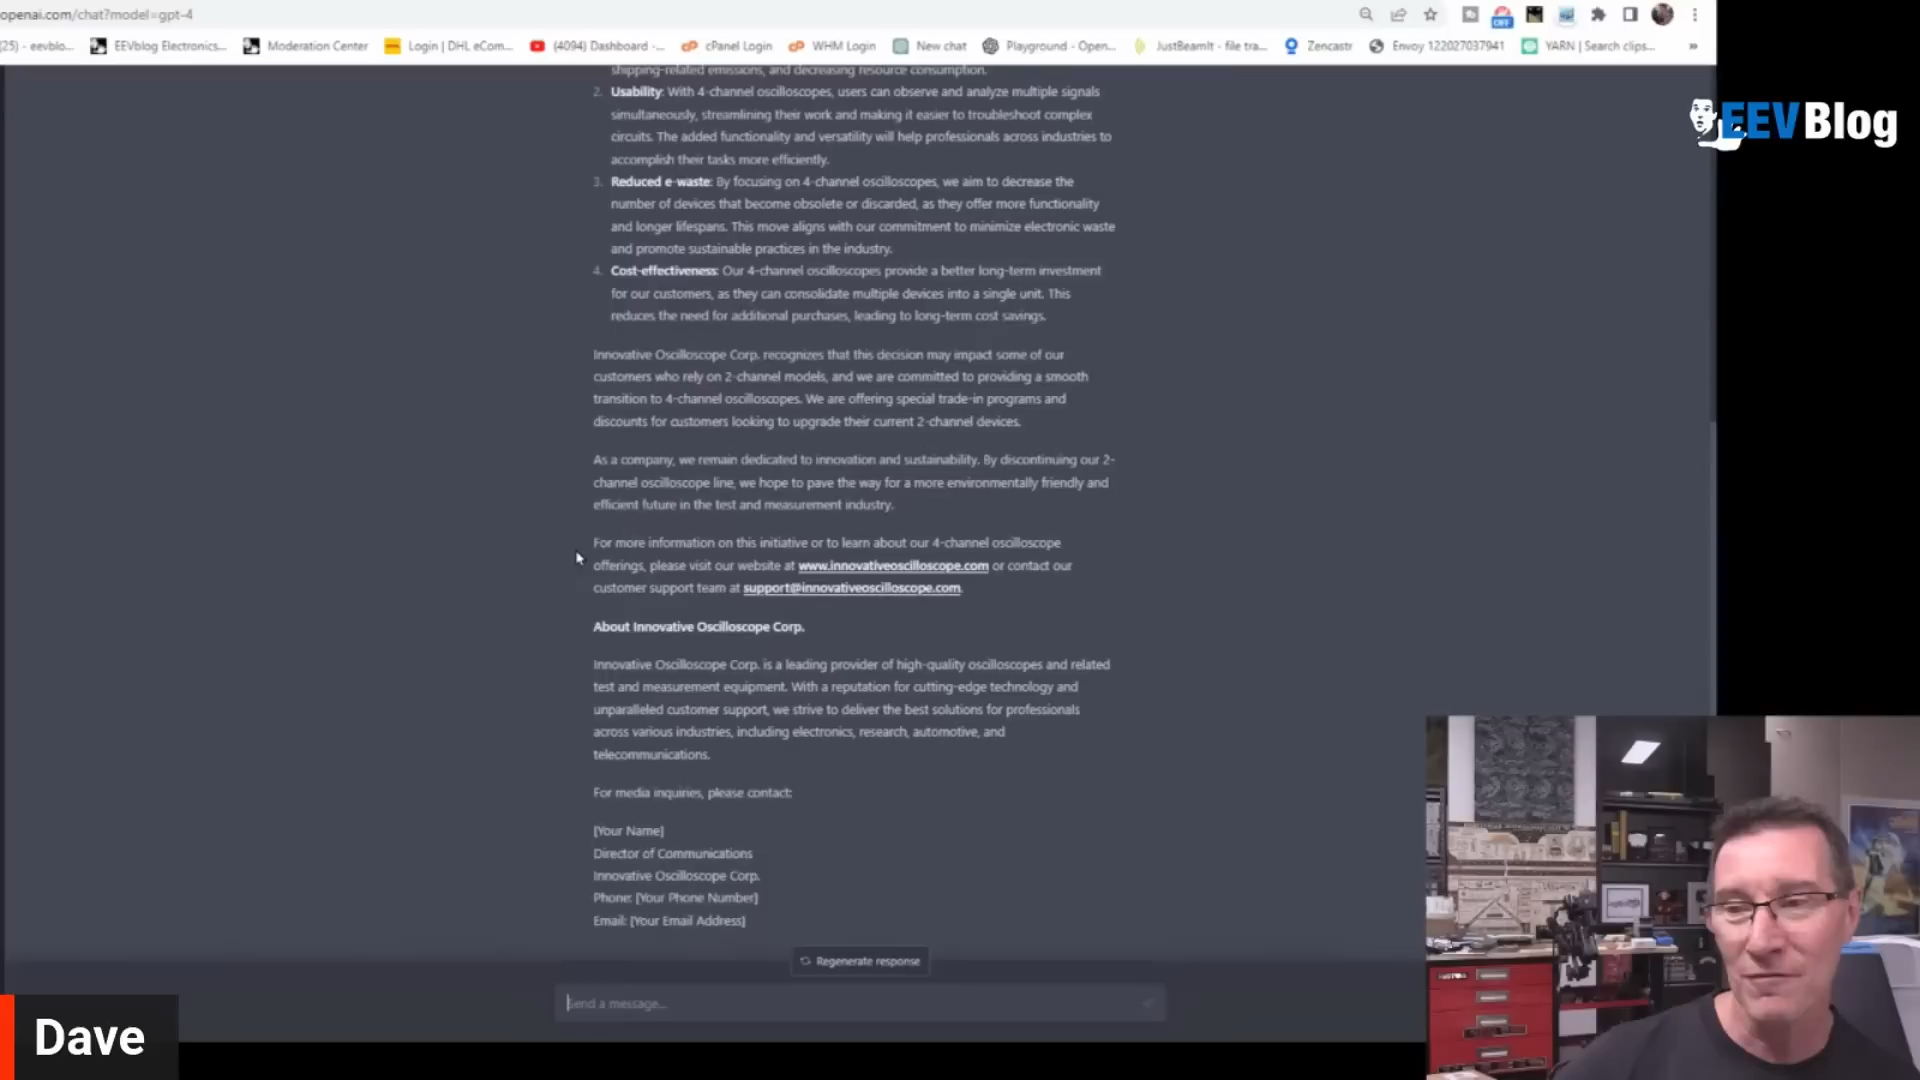 openai.com/chat?model=gpt-4
25) - eevblo...
EEVblog Electronics...
Moderation Center
Login | DHL eCom...
(4094) Dashboard -...
cPanel Login
WHM Login
New chat
Playground - Open...
JustBeamIt - file tra...
Zencastr
Envoy 122027037941
YARN | Search clips...
»
OFF
EEVBlog
shipping-related emissions, and decreasing resource consumption.
2. Usability: With 4-channel oscilloscopes, users can observe and analyze multiple signals
simultaneously, streamlining their work and making it easier to troubleshoot complex
circuits. The added functionality and versatility will help professionals across industries to
accomplish their tasks more efficiently.
3. Reduced e-waste: By focusing on 4-channel oscilloscopes, we aim to decrease the
number of devices that become obsolete or discarded, as they offer more functionality
and longer lifespans. This move aligns with our commitment to minimize electronic waste
and promote sustainable practices in the industry.
4. Cost-effectiveness: Our 4-channel oscilloscopes provide a better long-term investment
for our customers, as they can consolidate multiple devices into a single unit. This
reduces the need for additional purchases, leading to long-term cost savings.
Innovative Oscilloscope Corp. recognizes that this decision may impact some of our
customers who rely on 2-channel models, and we are committed to providing a smooth
transition to 4-channel oscilloscopes. We are offering special trade-in programs and
discounts for customers looking to upgrade their current 2-channel devices.
As a company, we remain dedicated to innovation and sustainability. By discontinuing our 2-
channel oscilloscope line, we hope to pave the way for a more environmentally friendly and
efficient future in the test and measurement industry.
For more information on this initiative or to learn about our 4-channel oscilloscope
offerings, please visit our website at www.innovativeoscilloscope.com or contact our
customer support team at support@innovativeoscilloscope.com.
About Innovative Oscilloscope Corp.
Innovative Oscilloscope Corp. is a leading provider of high-quality oscilloscopes and related
test and measurement equipment. With a reputation for cutting-edge technology and
unparalleled customer support, we strive to deliver the best solutions for professionals
across various industries, including electronics, research, automotive, and
telecommunications.
For media inquiries, please contact:
[Your Name]
Director of Communications
Innovative Oscilloscope Corp.
Phone: [Your Phone Number]
Email: [Your Email Address]
Regenerate response
Send a message...
Dave